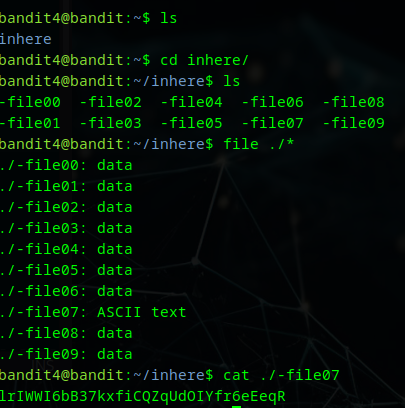 bandit4@bandit:~$ ls
inhere
bandit4@bandit:~$ cd inhere/
bandit4@bandit:~/inhere$ ls
-file00  -file02  -file04  -file06  -file08
-file01  -file03  -file05  -file07  -file09
bandit4@bandit:~/inhere$ file ./*
./-file00: data
./-file01: data
./-file02: data
./-file03: data
./-file04: data
./-file05: data
./-file06: data
./-file07: ASCII text
./-file08: data
./-file09: data
bandit4@bandit:~/inhere$ cat ./-file07
lrIWWI6bB37kxfiCQZqUdOIYfr6eEeqR